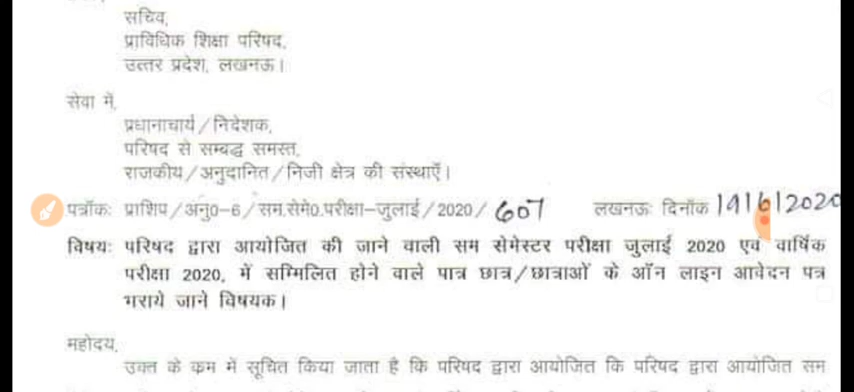 सचिव,
प्राविधिक शिक्षा परिषद,
उत्तर प्रदेश, लखनऊ।
सेवा में,
प्रधानाचार्य/निदेशक,
परिषद से सम्बद्ध समस्त,
राजकीय/अनुदानित/निजी क्षेत्र की संस्थाएँ।
पत्रॉकः प्राशिप/अनु0-6/सम.सेमे0.परीक्षा-जुलाई/2020/ 607 लखनऊः दिनॉक 19/6/2020
विषयः परिषद द्वारा आयोजित की जाने वाली सम सेमेस्टर परीक्षा जुलाई 2020 एवं वार्षिक
परीक्षा 2020, में सम्मिलित होने वाले पात्र छात्र/छात्राओं के ऑन लाइन आवेदन पत्र
भराये जाने विषयक।
महोदय,
उक्त के क्रम में सूचित किया जाता है कि परिषद द्वारा आयोजित कि परिषद द्वारा आयोजित सम